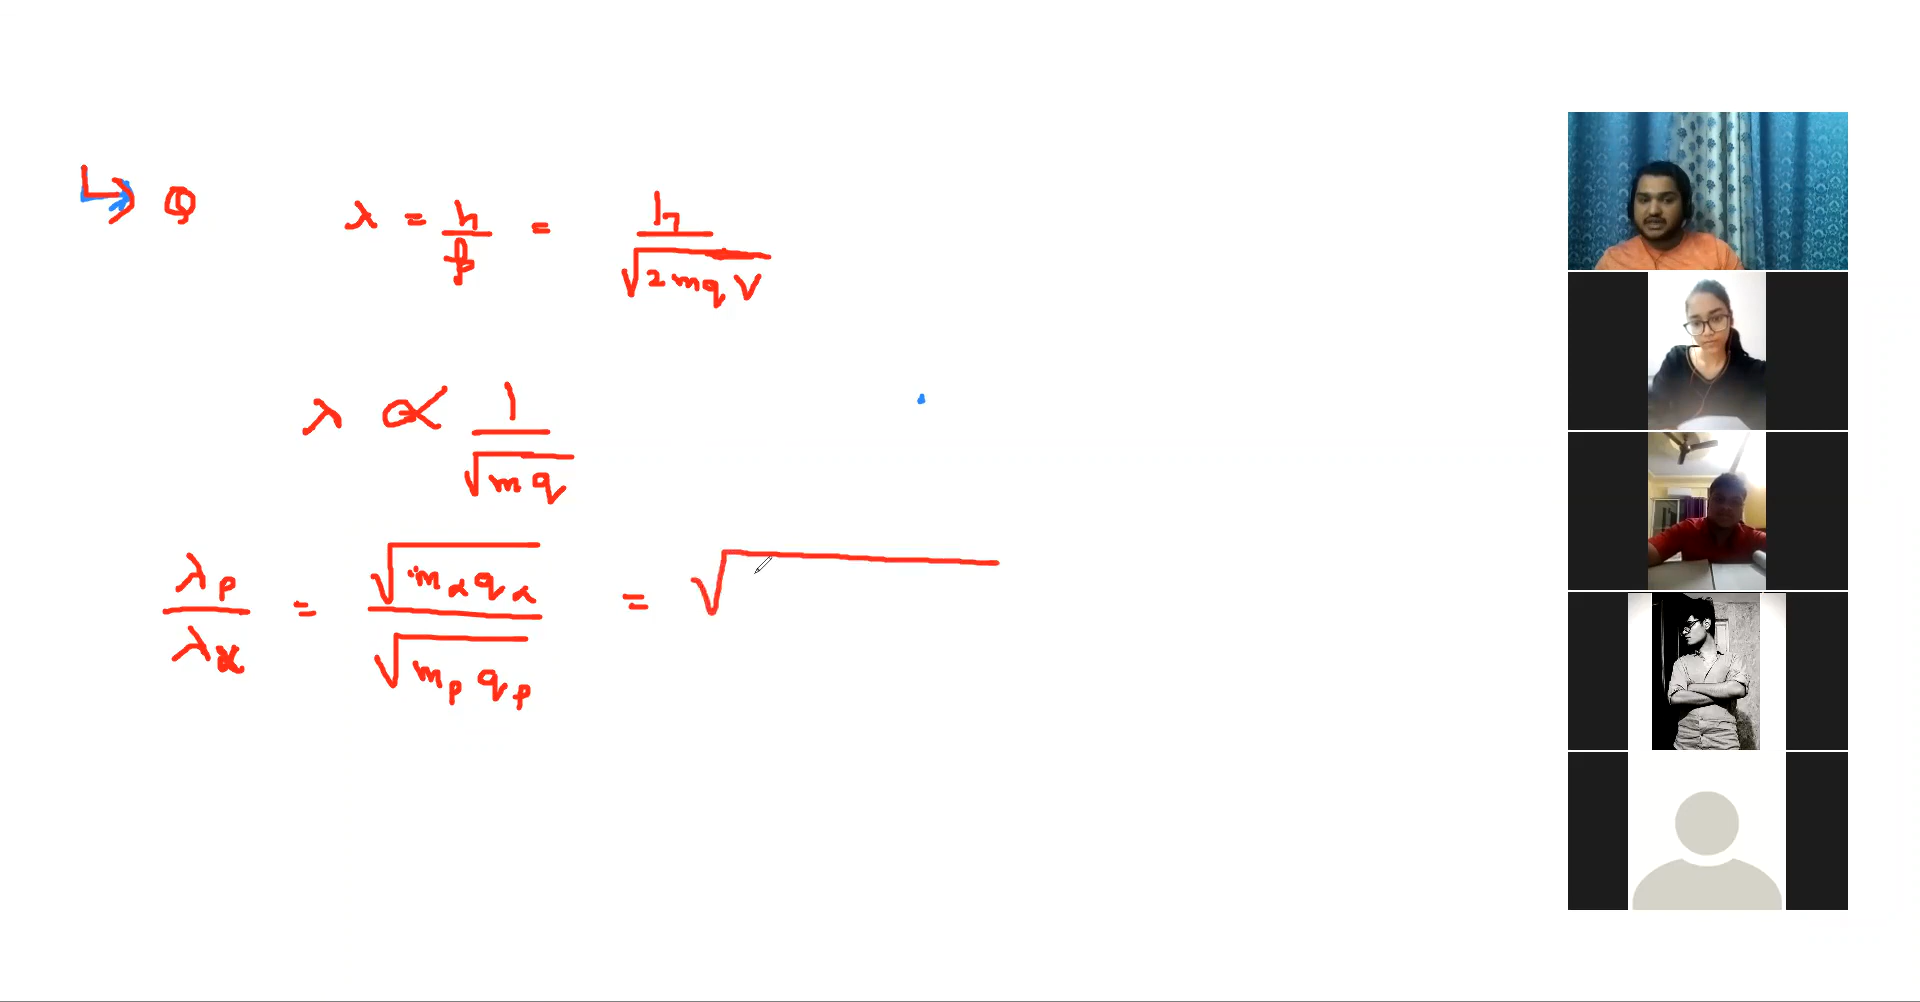 Q λ = h/p = h/√(2mqV)
λ ∝ 1/√(mq)
λp/λα = √(mα qα)/√(mp qp) = √